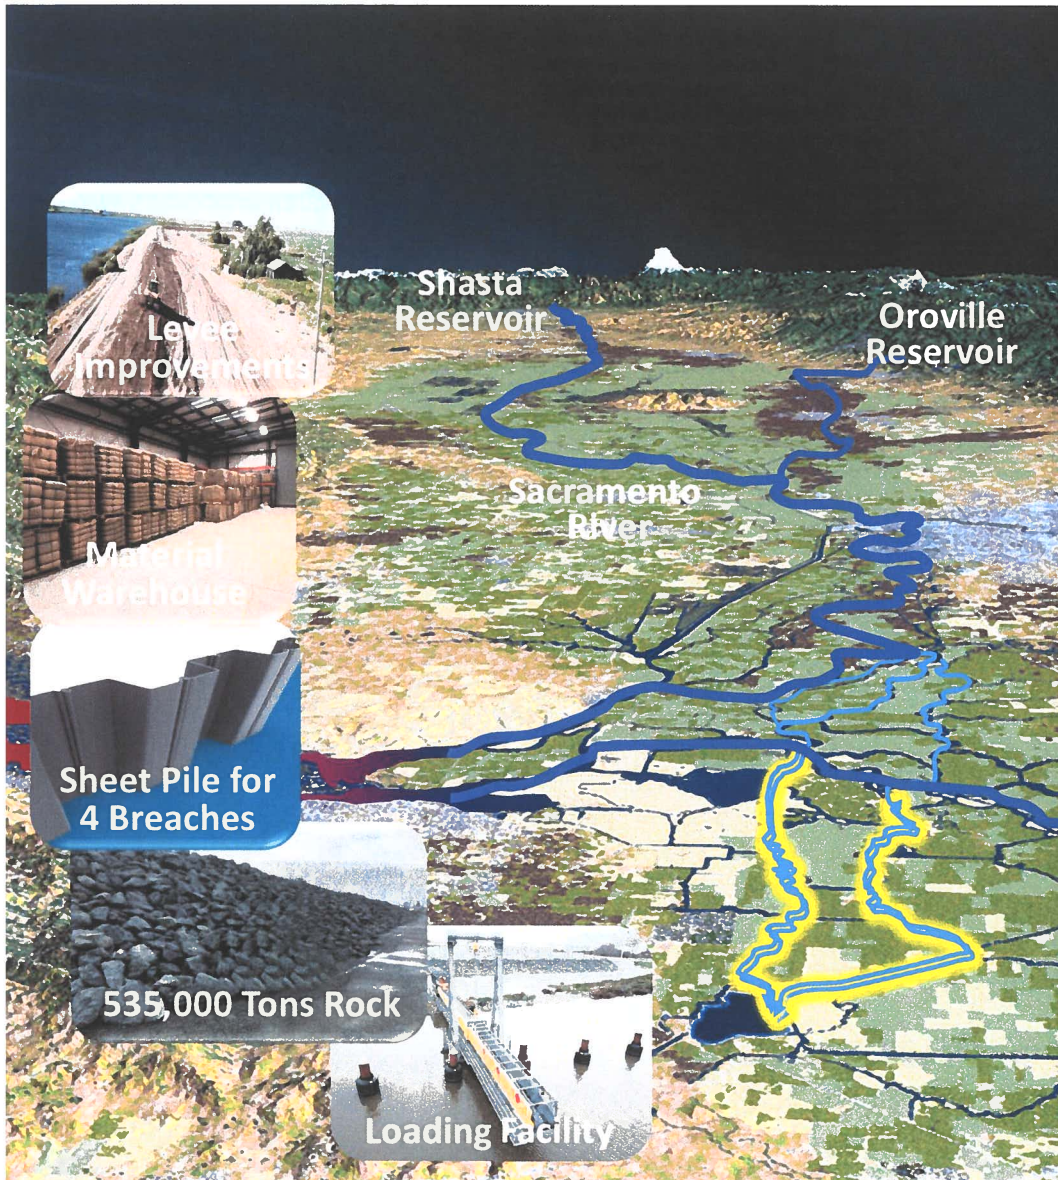 Shasta
Reservoir
Oroville
Reservoir
Levee
Improvements
Sacramento
River
Material
Warehouse
Sheet Pile for
4 Breaches
535,000 Tons Rock
Loading Facility